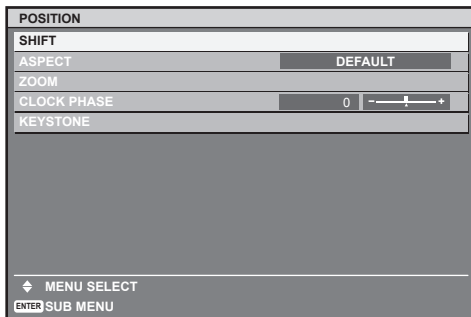 POSITION
SHIFT
ASPECT DEFAULT
ZOOM
CLOCK PHASE 0 - +
KEYSTONE
MENU SELECT
ENTER SUB MENU